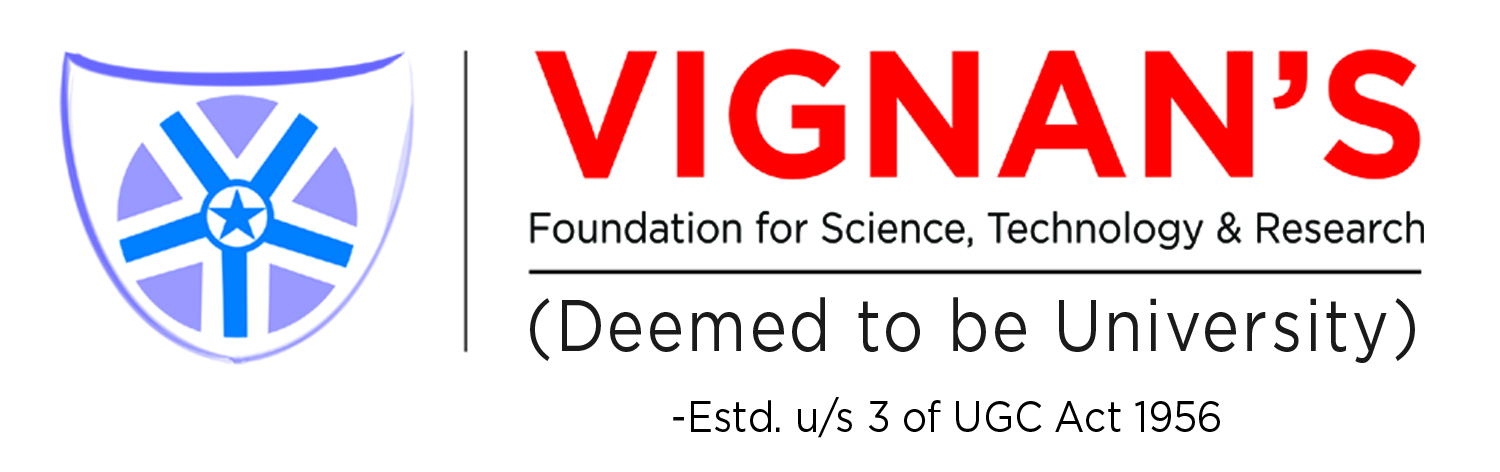 VIGNAN’S
Foundation for Science, Technology & Research
(Deemed to be University)
-Estd. u/s 3 of UGC Act 1956